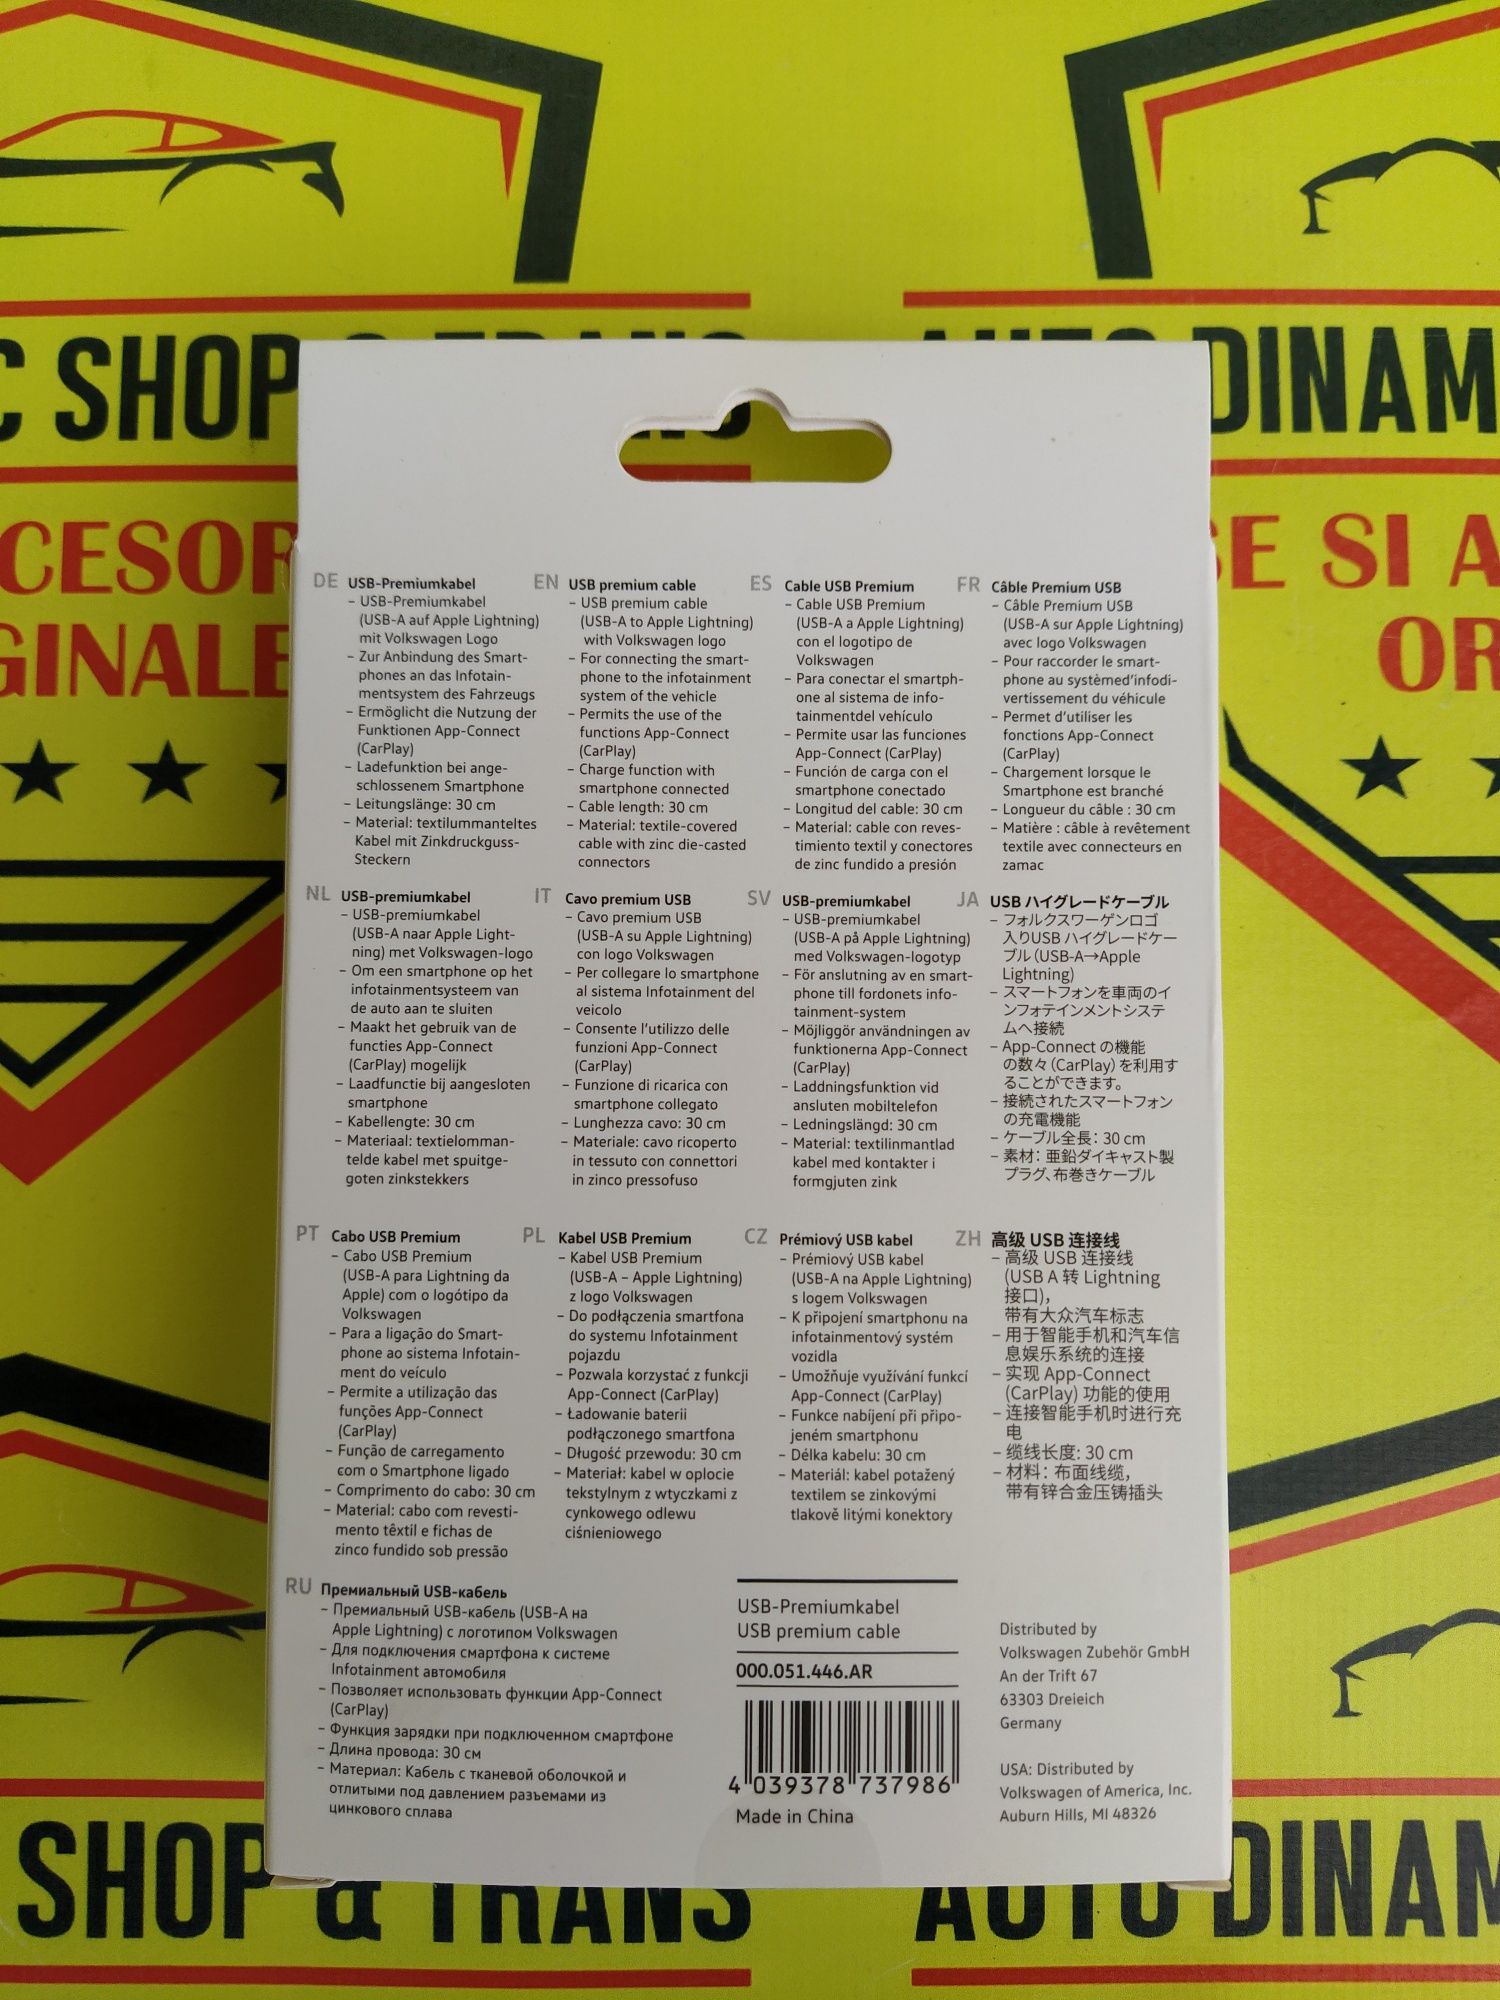 C SHOP & TRANS
AUTO DINAM
CESOR
GINALE
SE SI A
OR
DE USB-Premiumkabel
– USB-Premiumkabel
(USB-A auf Apple Lightning)
mit Volkswagen Logo
– Zur Anbindung des Smart-
phones an das Infotain-
mentsystem des Fahrzeugs
– Ermöglicht die Nutzung der
Funktionen App-Connect
(CarPlay)
– Ladefunktion bei ange-
schlossenem Smartphone
– Leitungslänge: 30 cm
– Material: textilummanteltes
Kabel mit Zinkdruckguss-
Steckern
EN USB premium cable
– USB premium cable
(USB-A to Apple Lightning)
with Volkswagen logo
– For connecting the smart-
phone to the infotainment
system of the vehicle
– Permits the use of the
functions App-Connect
(CarPlay)
– Charge function with
smartphone connected
– Cable length: 30 cm
– Material: textile-covered
cable with zinc die-casted
connectors
ES Cable USB Premium
– Cable USB Premium
(USB-A a Apple Lightning)
con el logotipo de
Volkswagen
– Para conectar el smartph-
one al sistema de info-
tainmentdel vehículo
– Permite usar las funciones
App-Connect (CarPlay)
– Función de carga con el
smartphone conectado
– Longitud del cable: 30 cm
– Material: cable con reves-
timiento textil y conectores
de zinc fundido a presión
FR Câble Premium USB
– Câble Premium USB
(USB-A sur Apple Lightning)
avec logo Volkswagen
– Pour raccorder le smart-
phone au systèmed'infodi-
vertissement du véhicule
– Permet d'utiliser les
fonctions App-Connect
(CarPlay)
– Chargement lorsque le
Smartphone est branché
– Longueur du câble : 30 cm
– Matière : câble à revêtement
textile avec connecteurs en
zamac
NL USB-premiumkabel
– USB-premiumkabel
(USB-A naar Apple Light-
ning) met Volkswagen-logo
– Om een smartphone op het
infotainmentsysteem van
de auto aan te sluiten
– Maakt het gebruik van de
functies App-Connect
(CarPlay) mogelijk
– Laadfunctie bij aangesloten
smartphone
– Kabellengte: 30 cm
– Materiaal: textielomman-
telde kabel met spuitge-
goten zinkstekkers
IT Cavo premium USB
– Cavo premium USB
(USB-A su Apple Lightning)
con logo Volkswagen
– Per collegare lo smartphone
al sistema Infotainment del
veicolo
– Consente l'utilizzo delle
funzioni App-Connect
(CarPlay)
– Funzione di ricarica con
smartphone collegato
– Lunghezza cavo: 30 cm
– Materiale: cavo ricoperto
in tessuto con connettori
in zinco pressofuso
SV USB-premiumkabel
– USB-premiumkabel
(USB-A på Apple Lightning)
med Volkswagen-logotyp
– För anslutning av en smart-
phone till fordonets info-
tainment-system
– Möjliggör användningen av
funktionerna App-Connect
(CarPlay)
– Laddningsfunktion vid
ansluten mobiltelefon
– Ledningslängd: 30 cm
– Material: textilinmantlad
kabel med kontakter i
formgjuten zink
JA USB ハイグレードケーブル
– フォルクスワーゲンロゴ
入りUSB ハイグレードケー
ブル (USB-A→Apple
Lightning)
– スマートフォンを車両のイ
ンフォテインメントシステ
ムへ接続
– App-Connect の機能
の数々 (CarPlay) を利用す
ることができます。
– 接続されたスマートフォン
の充電機能
– ケーブル全長: 30 cm
– 素材: 亜鉛ダイキャスト製
プラグ、布巻きケーブル
PT Cabo USB Premium
– Cabo USB Premium
(USB-A para Lightning da
Apple) com o logótipo da
Volkswagen
– Para a ligação do Smart-
phone ao sistema Infotain-
ment do veículo
– Permite a utilização das
funções App-Connect
(CarPlay)
– Função de carregamento
com o Smartphone ligado
– Comprimento do cabo: 30 cm
– Material: cabo com revesti-
mento têxtil e fichas de
zinco fundido sob pressão
PL Kabel USB Premium
– Kabel USB Premium
(USB-A – Apple Lightning)
z logo Volkswagen
– Do podłączenia smartfona
do systemu Infotainment
pojazdu
– Pozwala korzystać z funkcji
App-Connect (CarPlay)
– Ładowanie baterii
podłączonego smartfona
– Długość przewodu: 30 cm
– Materiał: kabel w oplocie
tekstylnym z wtyczkami z
cynkowego odlewu
ciśnieniowego
CZ Prémiový USB kabel
– Prémiový USB kabel
(USB-A na Apple Lightning)
s logem Volkswagen
– K připojení smartphonu na
infotainmentový systém
vozidla
– Umožňuje využívání funkcí
App-Connect (CarPlay)
– Funkce nabíjení při připo-
jeném smartphonu
– Délka kabelu: 30 cm
– Materiál: kabel potažený
textilem se zinkovými
tlakově litými konektory
ZH 高级 USB 连接线
– 高级 USB 连接线
(USB A 转 Lightning
接口),
带有大众汽车标志
– 用于智能手机和汽车信
息娱乐系统的连接
– 实现 App-Connect
(CarPlay) 功能的使用
– 连接智能手机时进行充
电
– 缆线长度: 30 cm
– 材料: 布面线缆,
带有锌合金压铸插头
RU Премиальный USB-кабель
– Премиальный USB-кабель (USB-A на
Apple Lightning) с логотипом Volkswagen
– Для подключения смартфона к системе
Infotainment автомобиля
– Позволяет использовать функции App-Connect
(CarPlay)
– Функция зарядки при подключенном смартфоне
– Длина провода: 30 см
– Материал: Кабель с тканевой оболочкой и
отлитыми под давлением разъемами из
цинкового сплава
USB-Premiumkabel
USB premium cable
000.051.446.AR
4 039378 737986
Made in China
Distributed by
Volkswagen Zubehör GmbH
An der Trift 67
63303 Dreieich
Germany
USA: Distributed by
Volkswagen of America, Inc.
Auburn Hills, MI 48326
SHOP & TRANS
AUTO DINAM